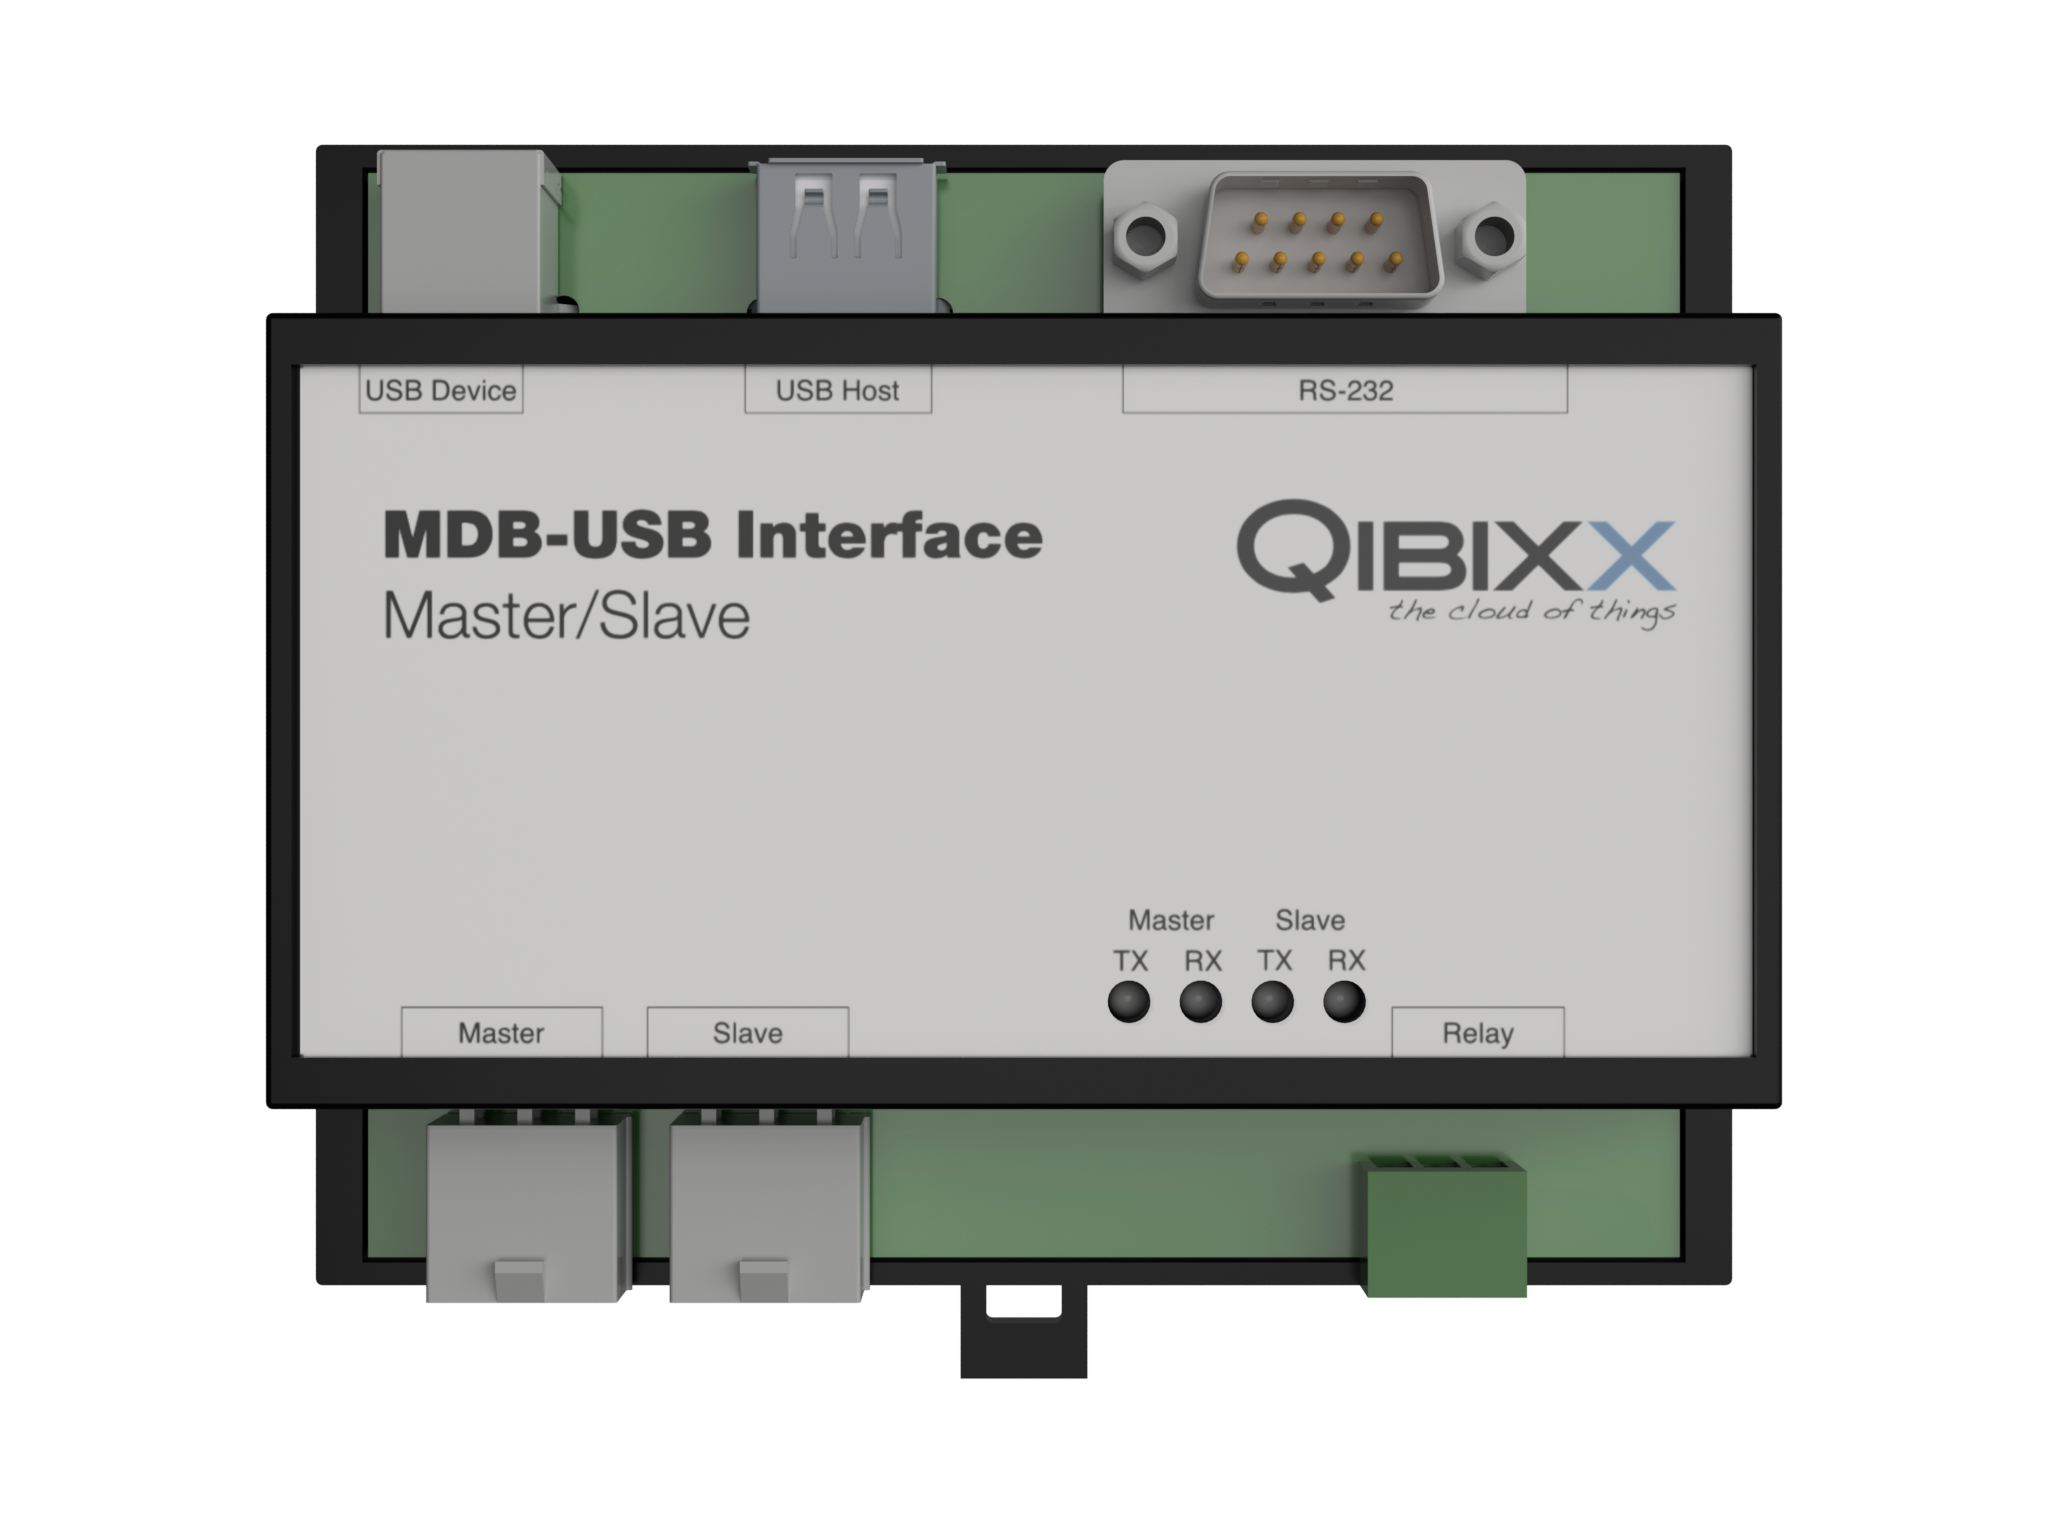 USB Device
USB Host
RS-232
MDB-USB Interface
Master/Slave
QIBIXX
the cloud of things
Master Slave
TX RX TX RX
Master
Slave
Relay